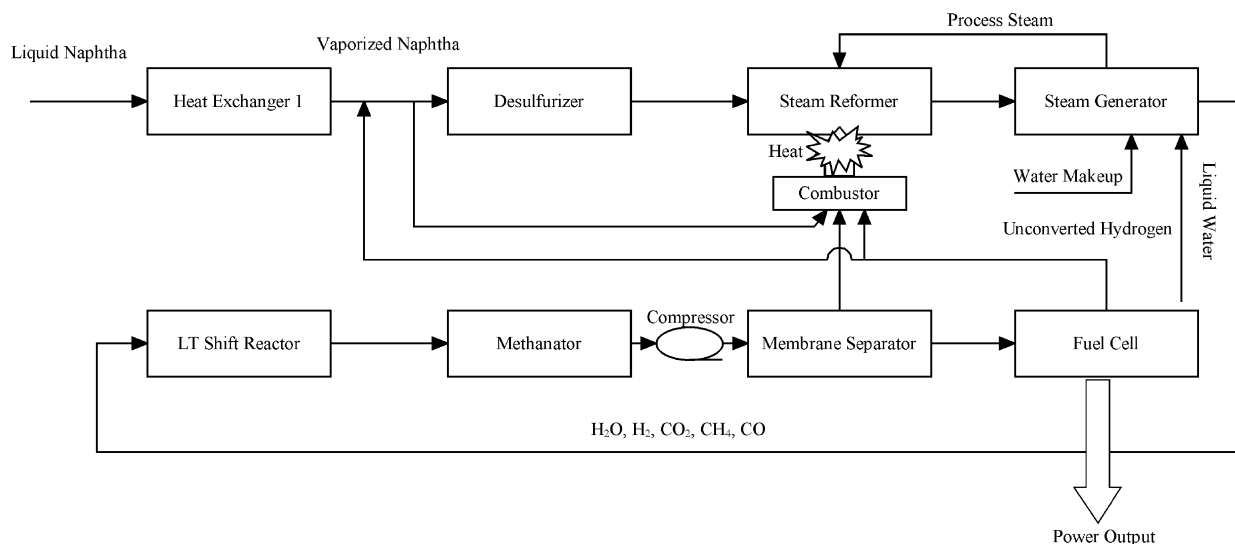 Process Steam
Liquid Naphtha
Vaporized Naphtha
Heat Exchanger 1
Desulfurizer
Steam Reformer
Steam Generator
Heat
Combustor
Water Makeup
Liquid Water
Unconverted Hydrogen
LT Shift Reactor
Methanator
Compressor
Membrane Separator
Fuel Cell
H₂O, H₂, CO₂, CH₄, CO
Power Output